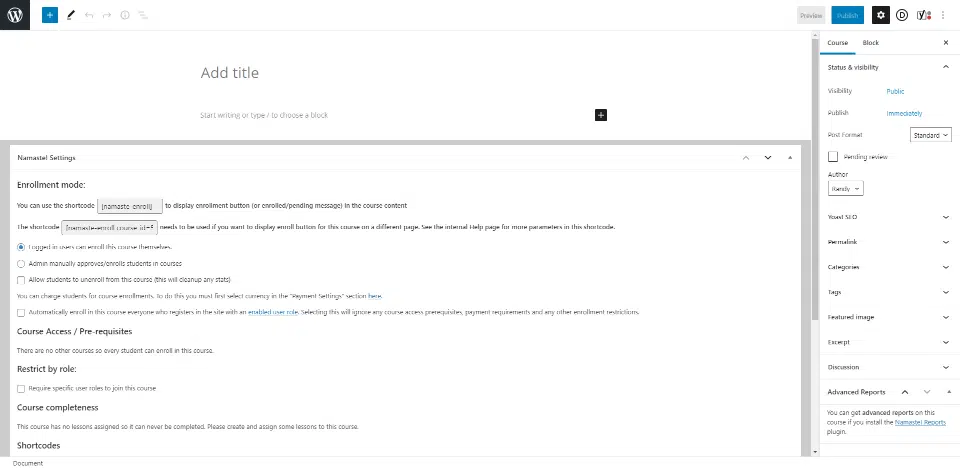 Preview
Publish
Add title
Start writing or type / to choose a block
Namaste! Settings
Enrollment mode:
You can use the shortcode [namaste-enroll] to display enrollment button (or enrolled/pending message) in the course content
The shortcode [namaste-enroll course_id=6 needs to be used if you want to display enroll button for this course on a different page. See the internal Help page for more parameters in this shortcode.
Logged in users can enroll this course themselves.
Admin manually approves/enrolls students in courses
Allow students to unenroll from this course (this will cleanup any stats)
You can charge students for course enrollments. To do this you must first select currency in the "Payment Settings" section here.
Automatically enroll in this course everyone who registers in the site with an enabled user role. Selecting this will ignore any course access prerequisites, payment requirements and any other enrollment restrictions.
Course Access / Pre-requisites
There are no other courses so every student can enroll in this course.
Restrict by role:
Require specific user roles to join this course
Course completeness
This course has no lessons assigned so it can never be completed. Please create and assign some lessons to this course.
Shortcodes
Document
Course
Block
Status & visibility
Visibility Public
Publish Immediately
Post Format Standard
Pending review
Author
Randy
Yoast SEO
Permalink
Categories
Tags
Featured image
Excerpt
Discussion
Advanced Reports
You can get advanced reports on this
course if you install the Namaste! Reports
plugin.